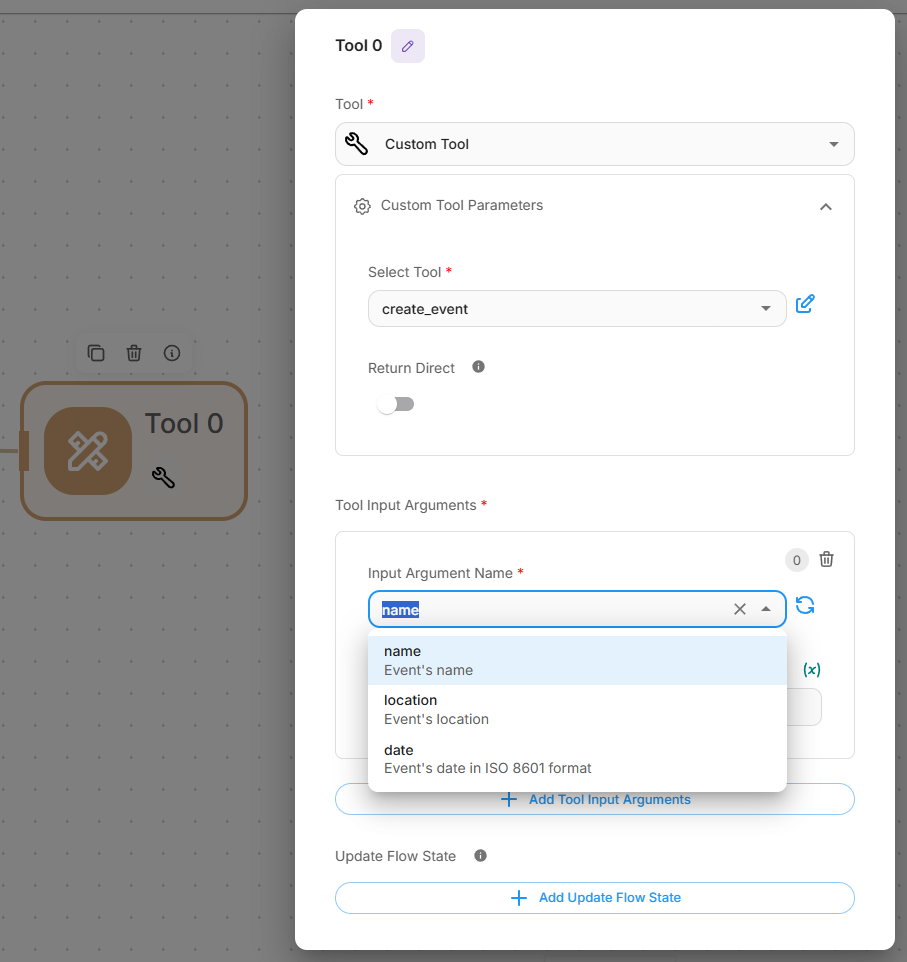 Tool 0
Tool *
Custom Tool
Custom Tool Parameters
Select Tool *
create_event
Return Direct
Tool 0
Tool Input Arguments *
0
Input Argument Name *
name
name
Event's name
(x)
location
Event's location
date
Event's date in ISO 8601 format
Add Tool Input Arguments
Update Flow State
Add Update Flow State